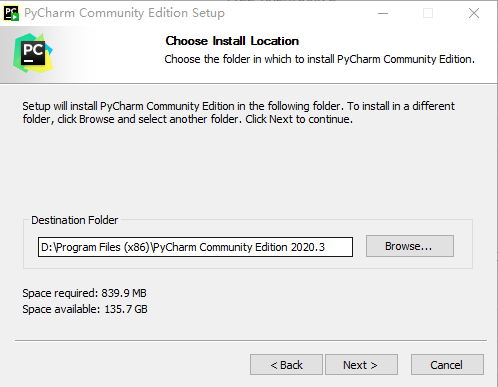 PC PyCharm Community Edition Setup
PC
Choose Install Location
Choose the folder in which to install PyCharm Community Edition.
Setup will install PyCharm Community Edition in the following folder. To install in a different
folder, click Browse and select another folder. Click Next to continue.
Destination Folder
D:\Program Files (x86)\PyCharm Community Edition 2020.3
Browse...
Space required: 839.9 MB
Space available: 135.7 GB
< Back
Next >
Cancel